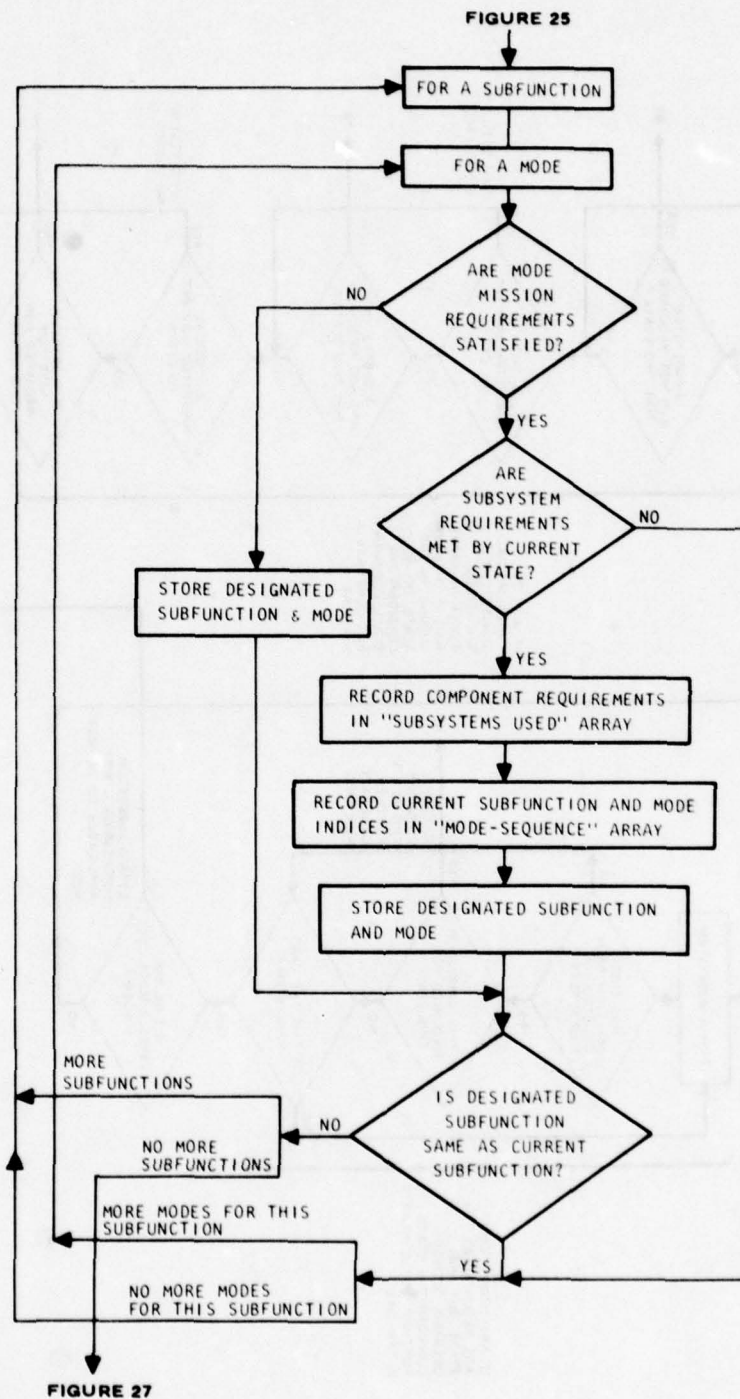 FIGURE 25
FOR A SUBFUNCTION
FOR A MODE
ARE MODE
MISSION
REQUIREMENTS
SATISFIED?
NO
YES
ARE
SUBSYSTEM
REQUIREMENTS
MET BY CURRENT
STATE?
NO
STORE DESIGNATED
SUBFUNCTION & MODE
YES
RECORD COMPONENT REQUIREMENTS
IN "SUBSYSTEMS USED" ARRAY
RECORD CURRENT SUBFUNCTION AND MODE
INDICES IN "MODE-SEQUENCE" ARRAY
STORE DESIGNATED SUBFUNCTION
AND MODE
MORE
SUBFUNCTIONS
IS DESIGNATED
SUBFUNCTION
SAME AS CURRENT
SUBFUNCTION?
NO
NO MORE
SUBFUNCTIONS
MORE MODES FOR THIS
SUBFUNCTION
YES
NO MORE MODES
FOR THIS SUBFUNCTION
FIGURE 27